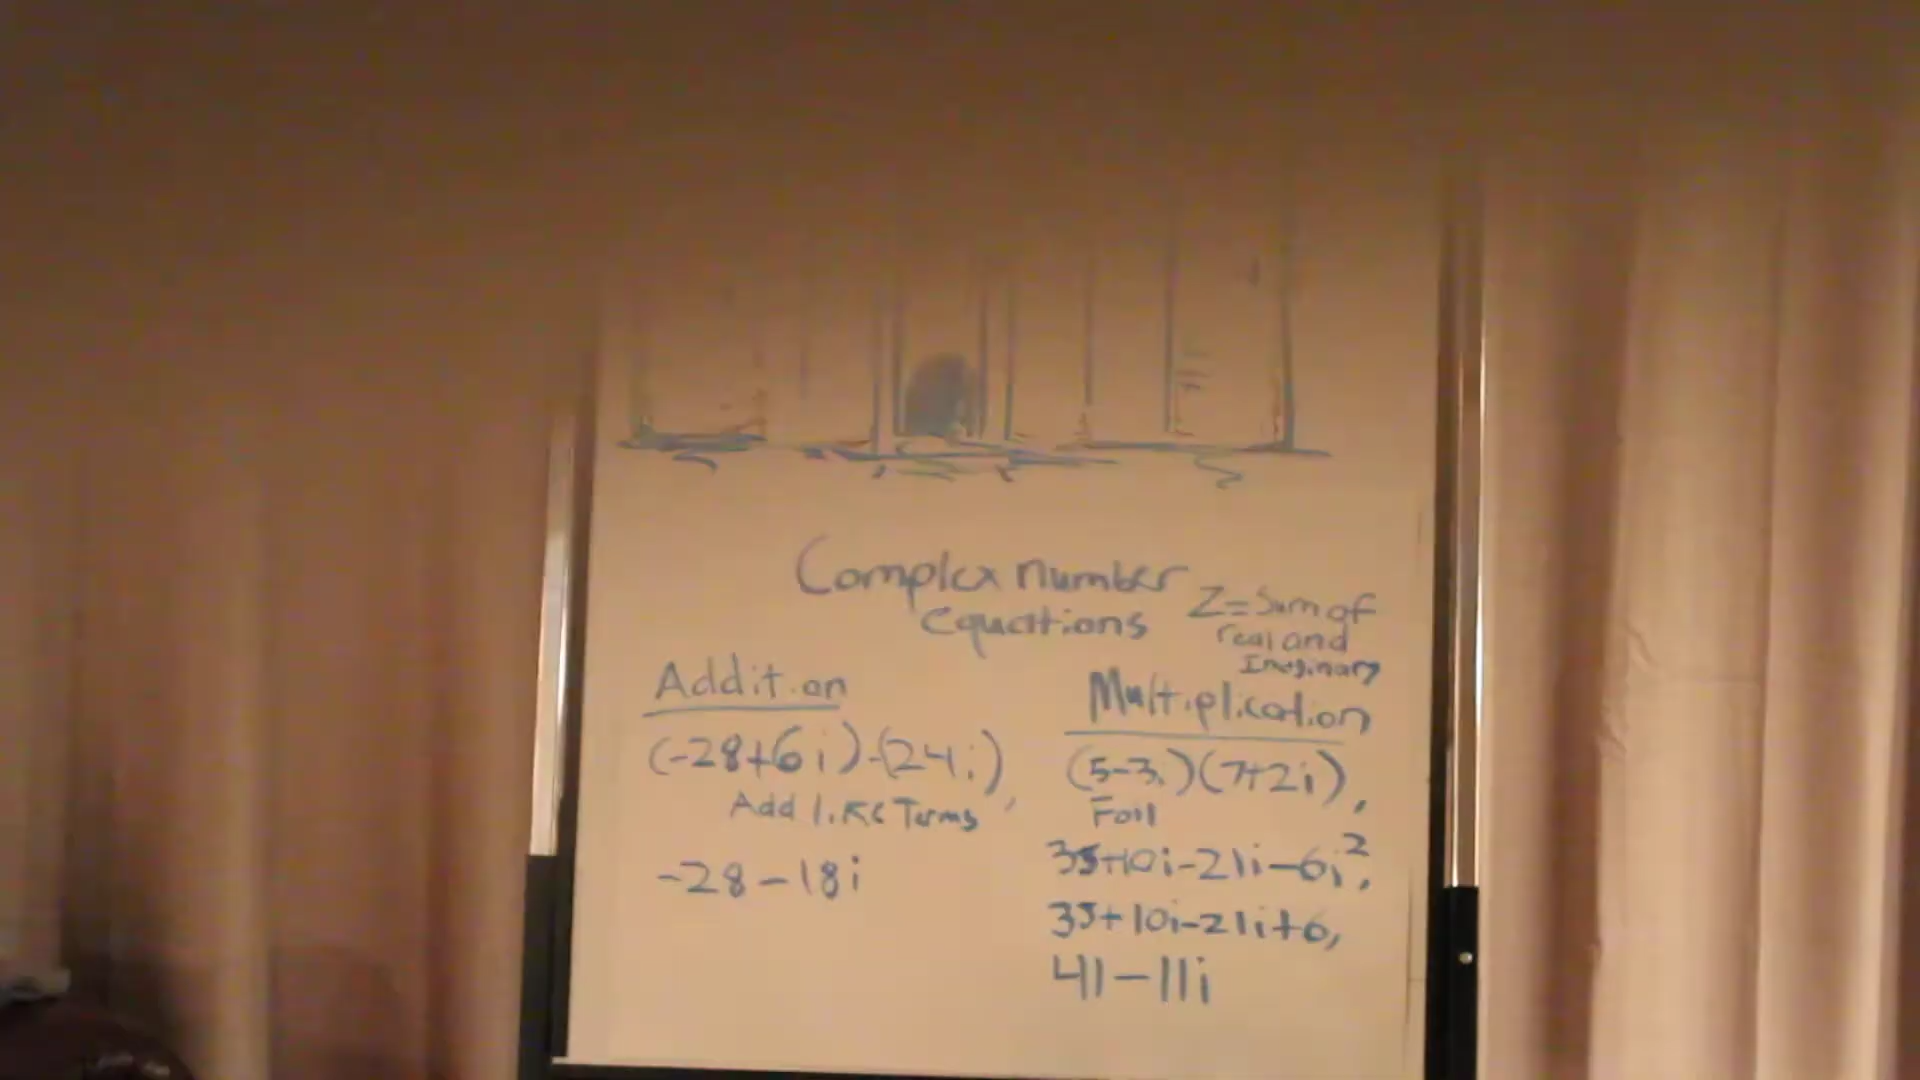 Complex number
equations
Z=Sum of
real and
Imaginary
Addition
(-28+6i)-(24i),
Add like Terms
-28-18i
Multiplication
(5-3i)(7+2i),
Foil
35+10i-21i-6i²,
35+10i-21i+6,
41-11i